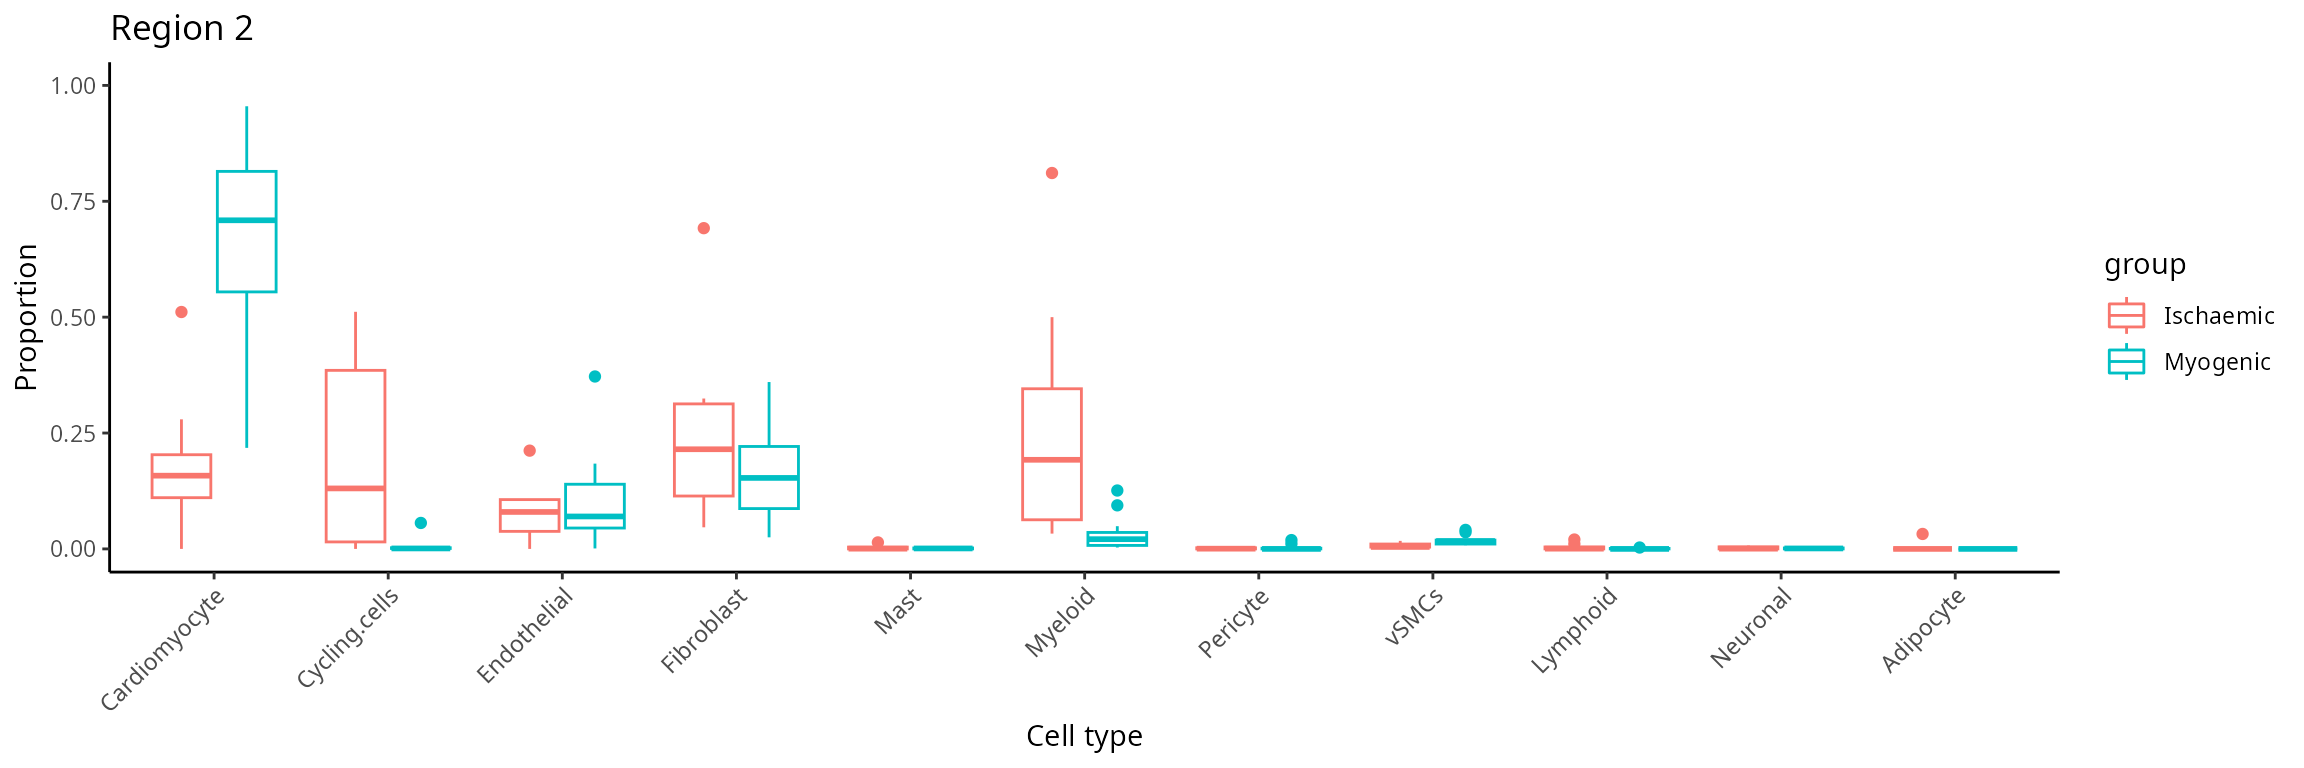 Region 2
1.00
0.75
0.50
0.25
0.00
Proportion
Cardiomyocyte
Cycling.cells
Endothelial
Fibroblast
Mast
Myeloid
Pericyte
vSMCs
Lymphoid
Neuronal
Adipocyte
Cell type
group
Ischaemic
Myogenic